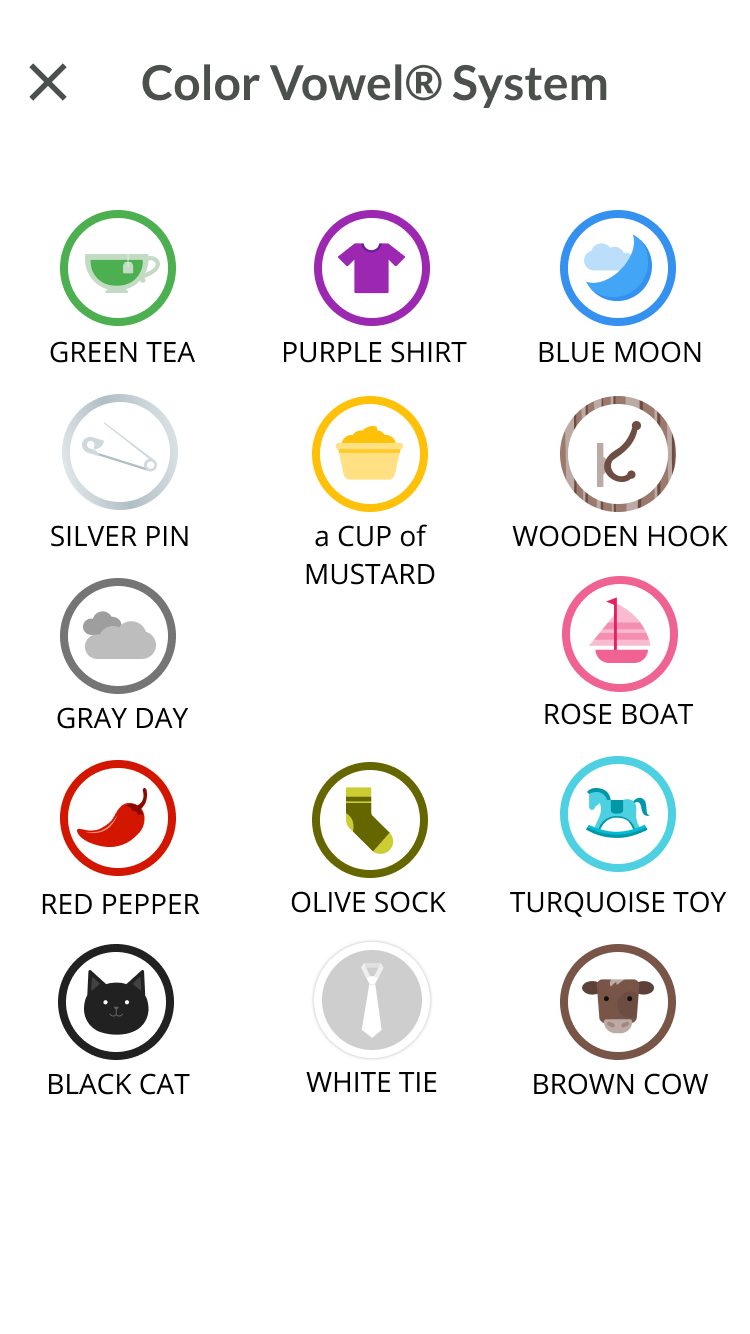 Color Vowel® System
GREEN TEA
PURPLE SHIRT
BLUE MOON
SILVER PIN
a CUP of
MUSTARD
WOODEN HOOK
GRAY DAY
ROSE BOAT
RED PEPPER
OLIVE SOCK
TURQUOISE TOY
BLACK CAT
WHITE TIE
BROWN COW